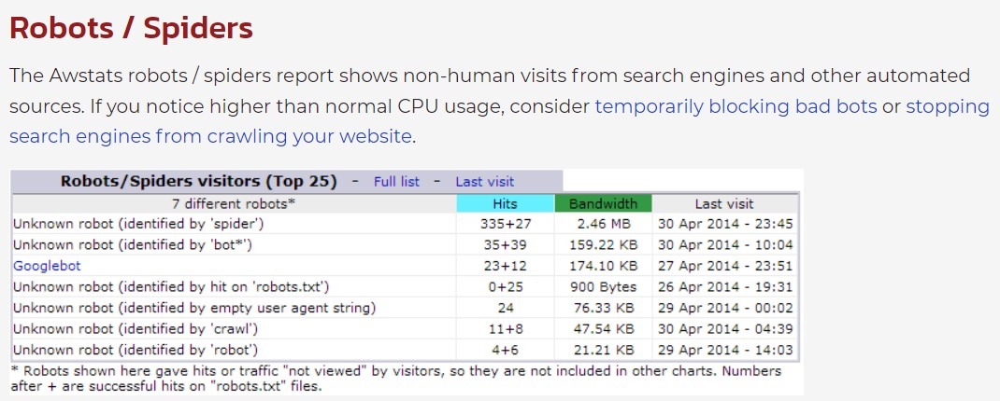 Robots / Spiders
The Awstats robots / spiders report shows non-human visits from search engines and other automated
sources. If you notice higher than normal CPU usage, consider temporarily blocking bad bots or stopping
search engines from crawling your website.
Robots/Spiders visitors (Top 25) - Full list - Last visit
7 different robots* Hits Bandwidth Last visit
Unknown robot (identified by 'spider') 335+27 2.46 MB 30 Apr 2014 - 23:45
Unknown robot (identified by 'bot*') 35+39 159.22 KB 30 Apr 2014 - 10:04
Googlebot 23+12 174.10 KB 27 Apr 2014 - 23:51
Unknown robot (identified by hit on 'robots.txt') 0+25 900 Bytes 26 Apr 2014 - 19:31
Unknown robot (identified by empty user agent string) 24 76.33 KB 29 Apr 2014 - 00:02
Unknown robot (identified by 'crawl') 11+8 47.54 KB 30 Apr 2014 - 04:39
Unknown robot (identified by 'robot') 4+6 21.21 KB 29 Apr 2014 - 14:03
* Robots shown here gave hits or traffic "not viewed" by visitors, so they are not included in other charts. Numbers
after + are successful hits on "robots.txt" files.